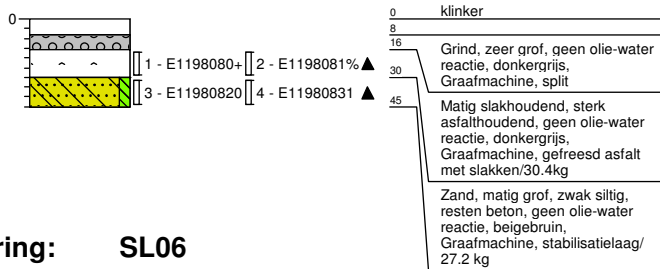 0
1 - E1198080+ 2 - E1198081%
3 - E11980820 4 - E11980831
0 klinker
8
16 Grind, zeer grof, geen olie-water
reactie, donkergrijs,
Graafmachine, split
30
Matig slakhoudend, sterk
asfalthoudend, geen olie-water
reactie, donkergrijs,
Graafmachine, gefreesd asfalt
met slakken/30.4kg
45
Zand, matig grof, zwak siltig,
resten beton, geen olie-water
reactie, beigebruin,
Graafmachine, stabilisatielaag/
27.2 kg
ring: SL06